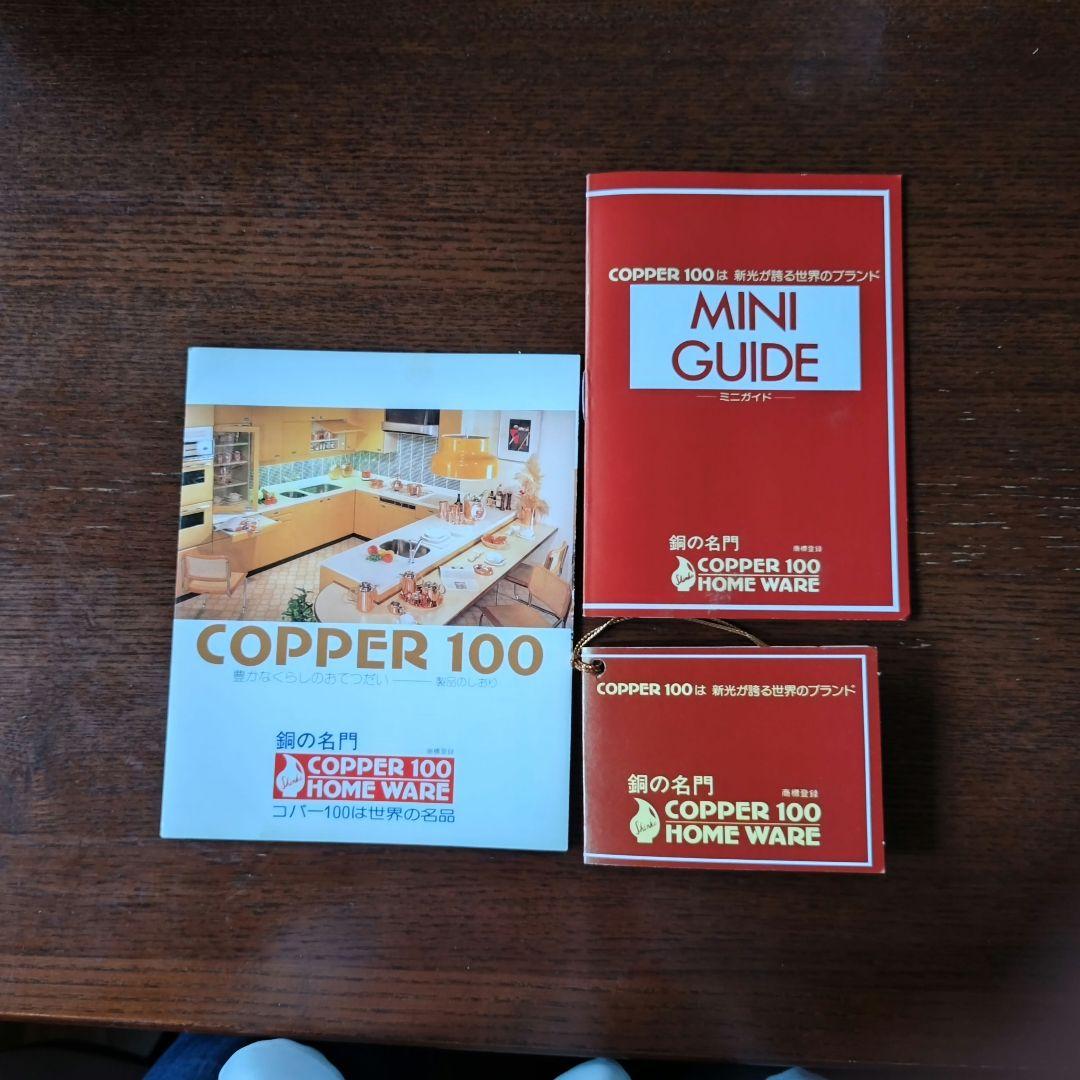 COPPER 100
豊かなくらしのおてつだい―――製品のしおり
銅の名門
商標登録
Shinko
COPPER 100
HOME WARE
コパー100は世界の名品
COPPER 100は 新光が誇る世界のブランド
MINI
GUIDE
― ミニガイド ―
銅の名門
商標登録
Shinko
COPPER 100
HOME WARE
COPPER 100は 新光が誇る世界のブランド
銅の名門
商標登録
Shinko
COPPER 100
HOME WARE